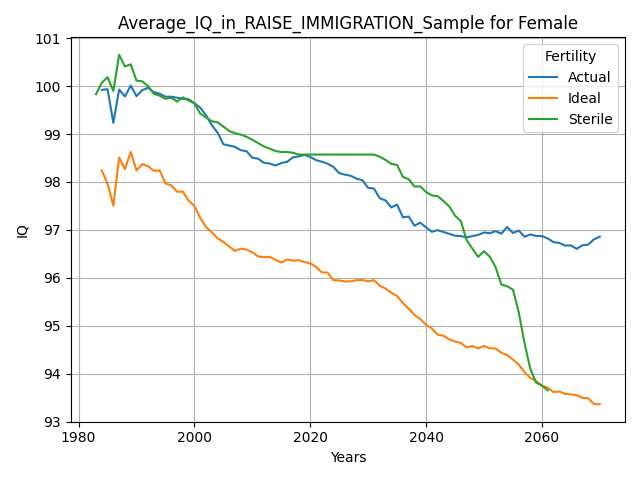 Average_IQ_in_RAISE_IMMIGRATION_Sample for Female
Fertility
Actual
Ideal
Sterile
101
100
99
98
97
96
95
94
93
IQ
1980
2000
2020
2040
2060
Years